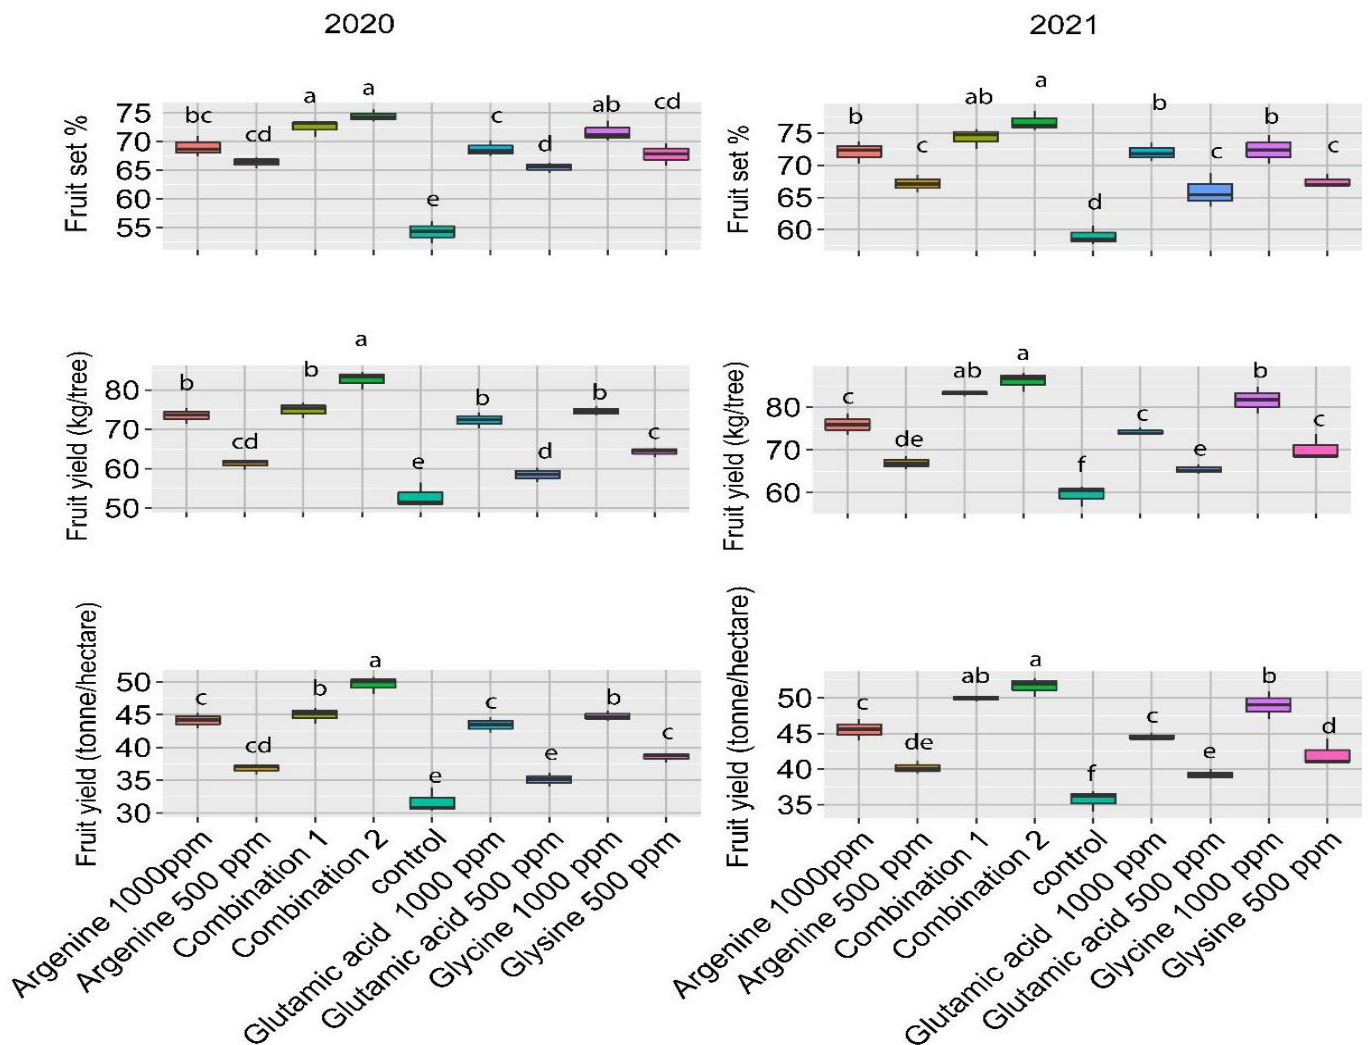 2020
2021
Fruit set %
75
70
65
60
55
bc
cd
a
a
e
c
d
ab
cd
Fruit set %
75
70
65
60
b
c
ab
a
d
b
c
b
c
Fruit yield (kg/tree)
80
70
60
50
b
cd
b
a
e
b
d
b
c
Fruit yield (kg/tree)
80
70
60
c
de
ab
a
f
c
e
b
c
Fruit yield (tonne/hectare)
50
45
40
35
30
c
cd
b
a
e
c
e
b
c
Fruit yield (tonne/hectare)
50
45
40
35
c
de
ab
a
f
c
e
b
d
Argenine 1000ppm
Argenine 500 ppm
Combination 1
Combination 2
control
Glutamic acid 1000 ppm
Glutamic acid 500 ppm
Glycine 1000 ppm
Glysine 500 ppm
Argenine 1000ppm
Argenine 500 ppm
Combination 1
Combination 2
control
Glutamic acid 1000 ppm
Glutamic acid 500 ppm
Glycine 1000 ppm
Glysine 500 ppm